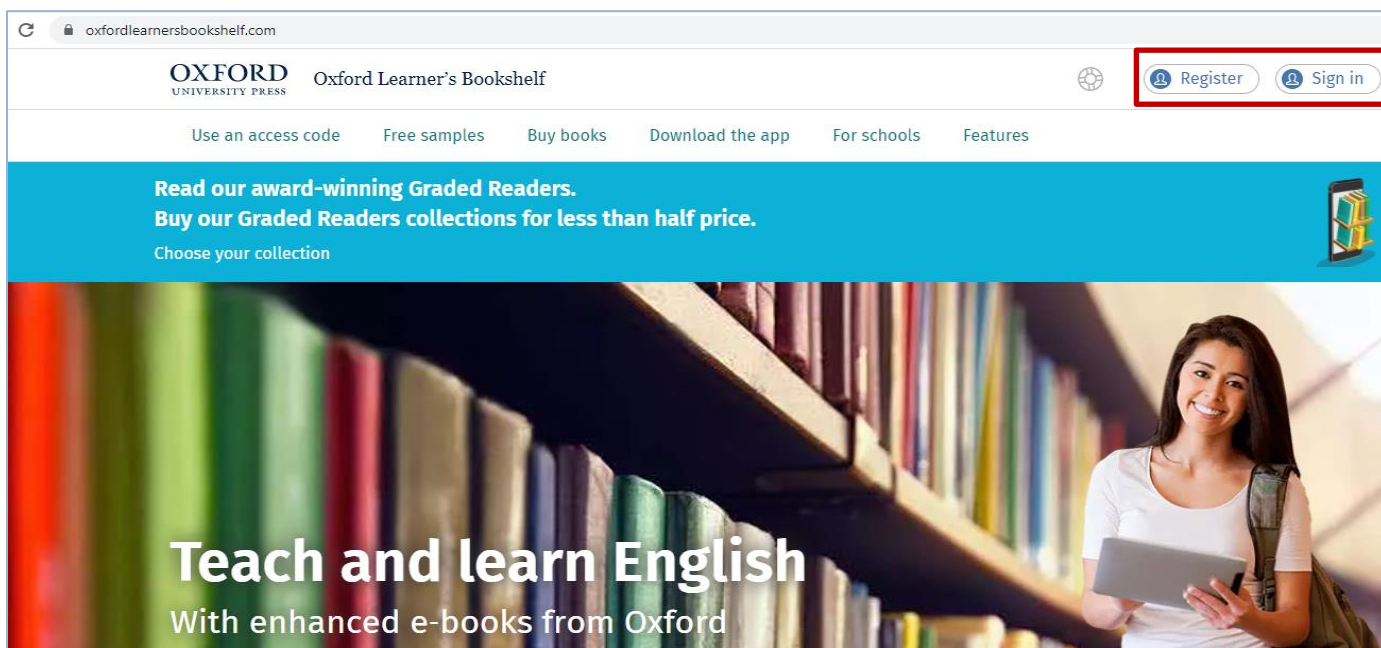 oxfordlearnersbookshelf.com
OXFORD
UNIVERSITY PRESS
Oxford Learner's Bookshelf
Register
Sign in
Use an access code Free samples Buy books Download the app For schools Features
Read our award-winning Graded Readers.
Buy our Graded Readers collections for less than half price.
Choose your collection
Teach and learn English
With enhanced e-books from Oxford